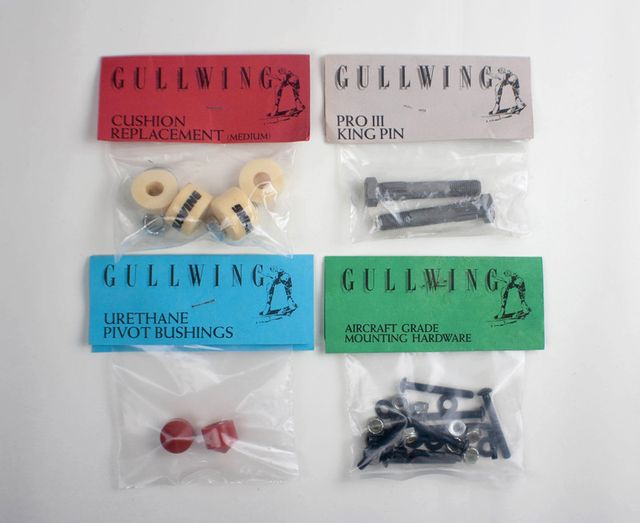 GULLWING
CUSHION
REPLACEMENT (MEDIUM)
GULLWING
PRO III
KING PIN
GULLWING
URETHANE
PIVOT BUSHINGS
GULLWING
AIRCRAFT GRADE
MOUNTING HARDWARE